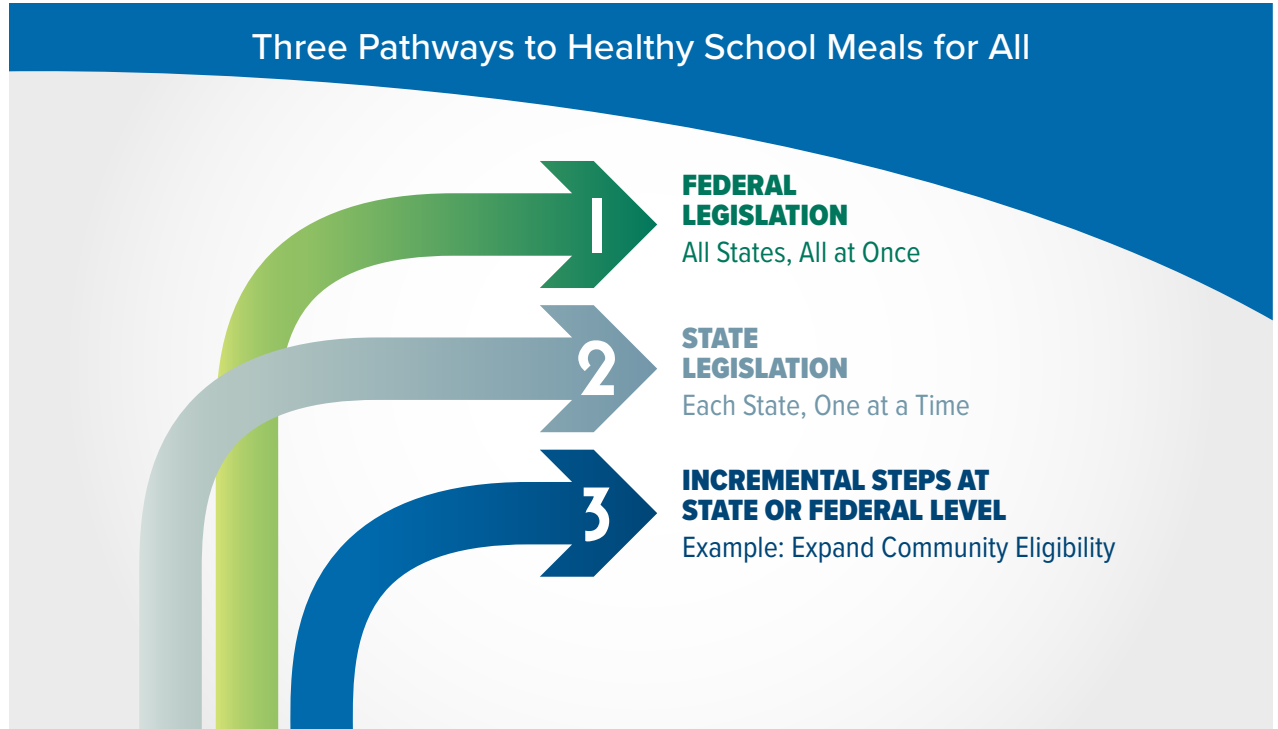 Three Pathways to Healthy School Meals for All
1
FEDERAL
LEGISLATION
All States, All at Once
2
STATE
LEGISLATION
Each State, One at a Time
3
INCREMENTAL STEPS AT
STATE OR FEDERAL LEVEL
Example: Expand Community Eligibility